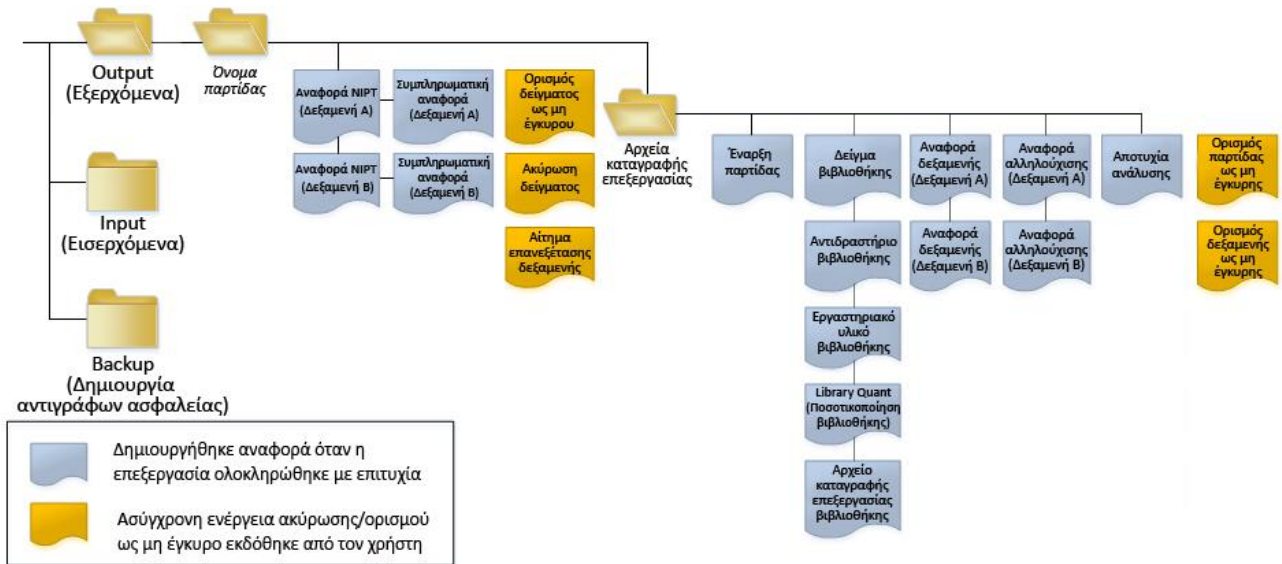 Output
(Εξερχόμενα)
Όνομα
παρτίδας
Input
(Εισερχόμενα)
Backup
(Δημιουργία
αντιγράφων ασφαλείας)
Αναφορά NIPT
(Δεξαμενή A)
Συμπληρωματική
αναφορά
(Δεξαμενή A)
Ορισμός
δείγματος
ως μη
έγκυρου
Αναφορά NIPT
(Δεξαμενή B)
Συμπληρωματική
αναφορά
(Δεξαμενή B)
Ακύρωση
δείγματος
Αίτημα
επανεξέτασης
δεξαμενής
Αρχεία
καταγραφής
επεξεργασίας
Έναρξη
παρτίδας
Δείγμα
βιβλιοθήκης
Αναφορά
δεξαμενής
(Δεξαμενή A)
Αναφορά
αλληλούχισης
(Δεξαμενή A)
Αποτυχία
ανάλυσης
Ορισμός
παρτίδας
ως μη
έγκυρης
Αντιδραστήριο
βιβλιοθήκης
Αναφορά
δεξαμενής
(Δεξαμενή B)
Αναφορά
αλληλούχισης
(Δεξαμενή B)
Ορισμός
δεξαμενής
ως μη
έγκυρης
Εργαστηριακό
υλικό
βιβλιοθήκης
Library Quant
(Ποσοτικοποίηση
βιβλιοθήκης)
Αρχείο
καταγραφής
επεξεργασίας
βιβλιοθήκης
Δημιουργήθηκε αναφορά όταν η
επεξεργασία ολοκληρώθηκε με επιτυχία
Ασύγχρονη ενέργεια ακύρωσης/ορισμού
ως μη έγκυρο εκδόθηκε από τον χρήστη